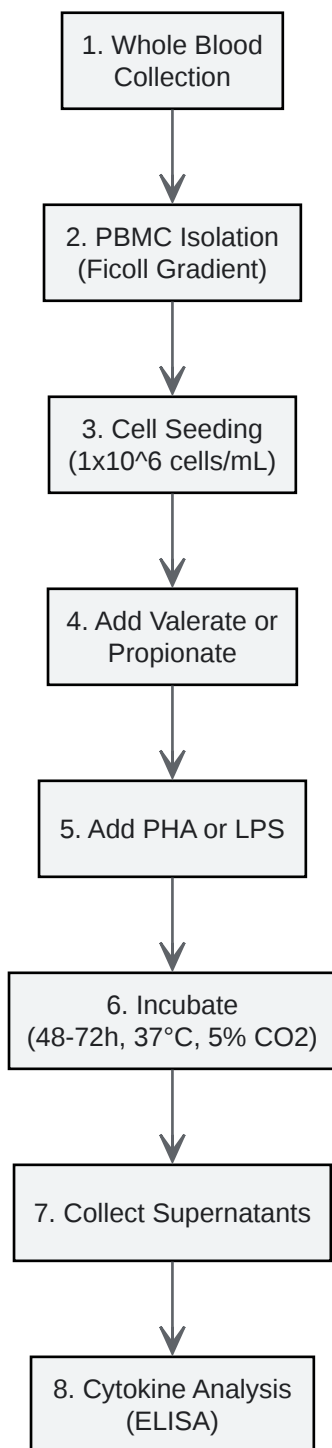 1. Whole Blood
Collection
2. PBMC Isolation
(Ficoll Gradient)
3. Cell Seeding
(1x10^6 cells/mL)
4. Add Valerate or
Propionate
5. Add PHA or LPS
6. Incubate
(48-72h, 37°C, 5% CO2)
7. Collect Supernatants
8. Cytokine Analysis
(ELISA)